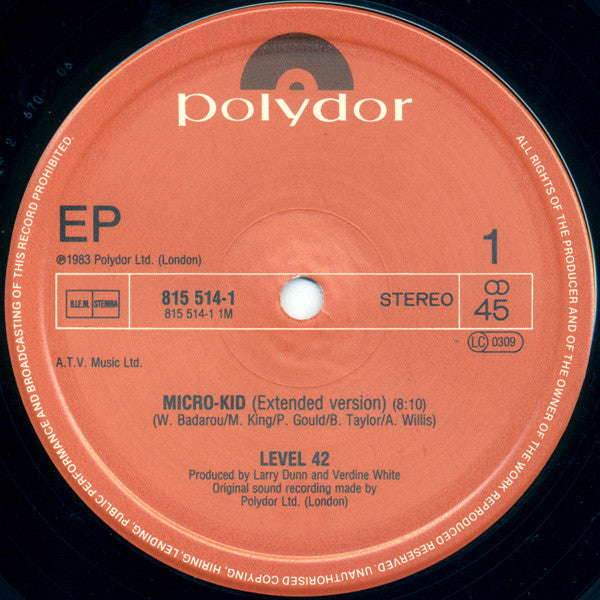 polydor
EP
1
℗1983 Polydor Ltd. (London)
B.I.E.M. STEMRA
815 514-1
815 514-1 1M
STEREO
45
LC 0309
A.T.V. Music Ltd.
MICRO-KID (Extended version) (8:10)
(W. Badarou/M. King/P. Gould/B. Taylor/A. Willis)
LEVEL 42
Produced by Larry Dunn and Verdine White
Original sound recording made by
Polydor Ltd. (London)
ALL RIGHTS OF THE PRODUCER AND OF THE OWNER OF THE WORK REPRODUCED RESERVED. UNAUTHORISED COPYING, HIRING, LENDING, PUBLIC PERFORMANCE AND BROADCASTING OF THIS RECORD PROHIBITED.
2 670 06